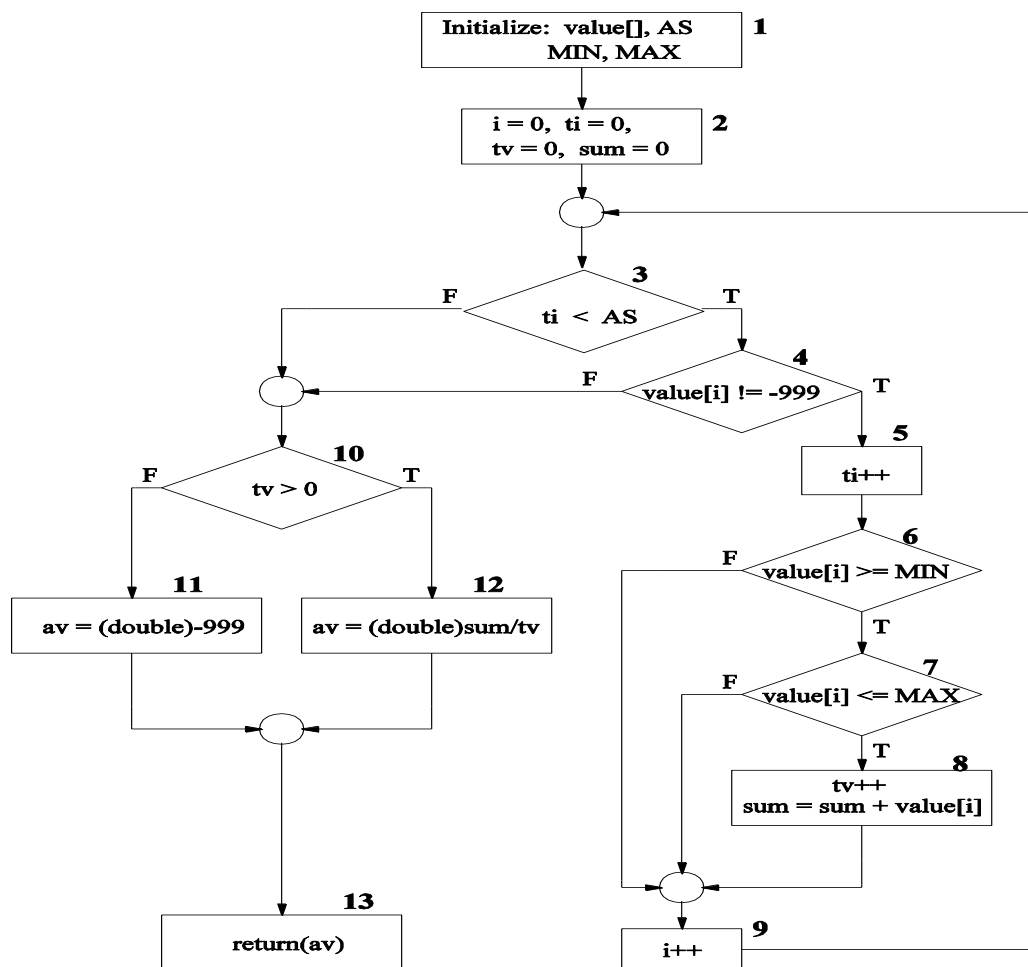 Initialize: value[], AS
MIN, MAX
1
i = 0, ti = 0,
tv = 0, sum = 0
2
3
F
T
ti < AS
4
F
T
value[i] != -999
5
ti++
10
F
T
tv > 0
6
F
value[i] >= MIN
T
11
av = (double)-999
12
av = (double)sum/tv
7
F
value[i] <= MAX
T
8
tv++
sum = sum + value[i]
13
return(av)
9
i++